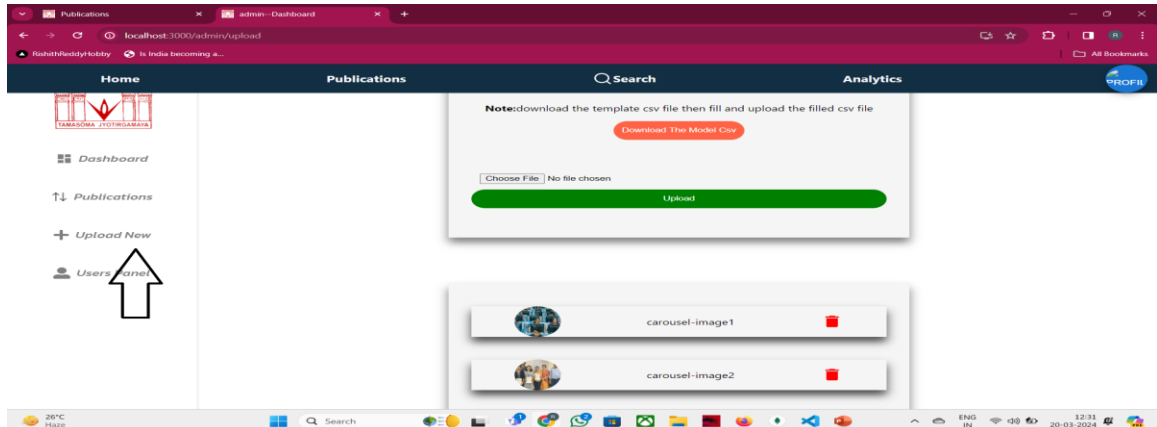 Publications
admin--Dashboard
localhost:3000/admin/upload
RishithReddyHobby
Is India becoming a...
All Bookmarks
Home
Publications
Search
Analytics
PROFIL
TAMASOMA JYOTIRGAMAYA
Dashboard
Publications
Upload New
Users Panel
Note:download the template csv file then fill and upload the filled csv file
Download The Model Csv
Choose File No file chosen
Upload
carousel-image1
carousel-image2
26°C
Haze
Search
ENG
IN
12:31
20-03-2024